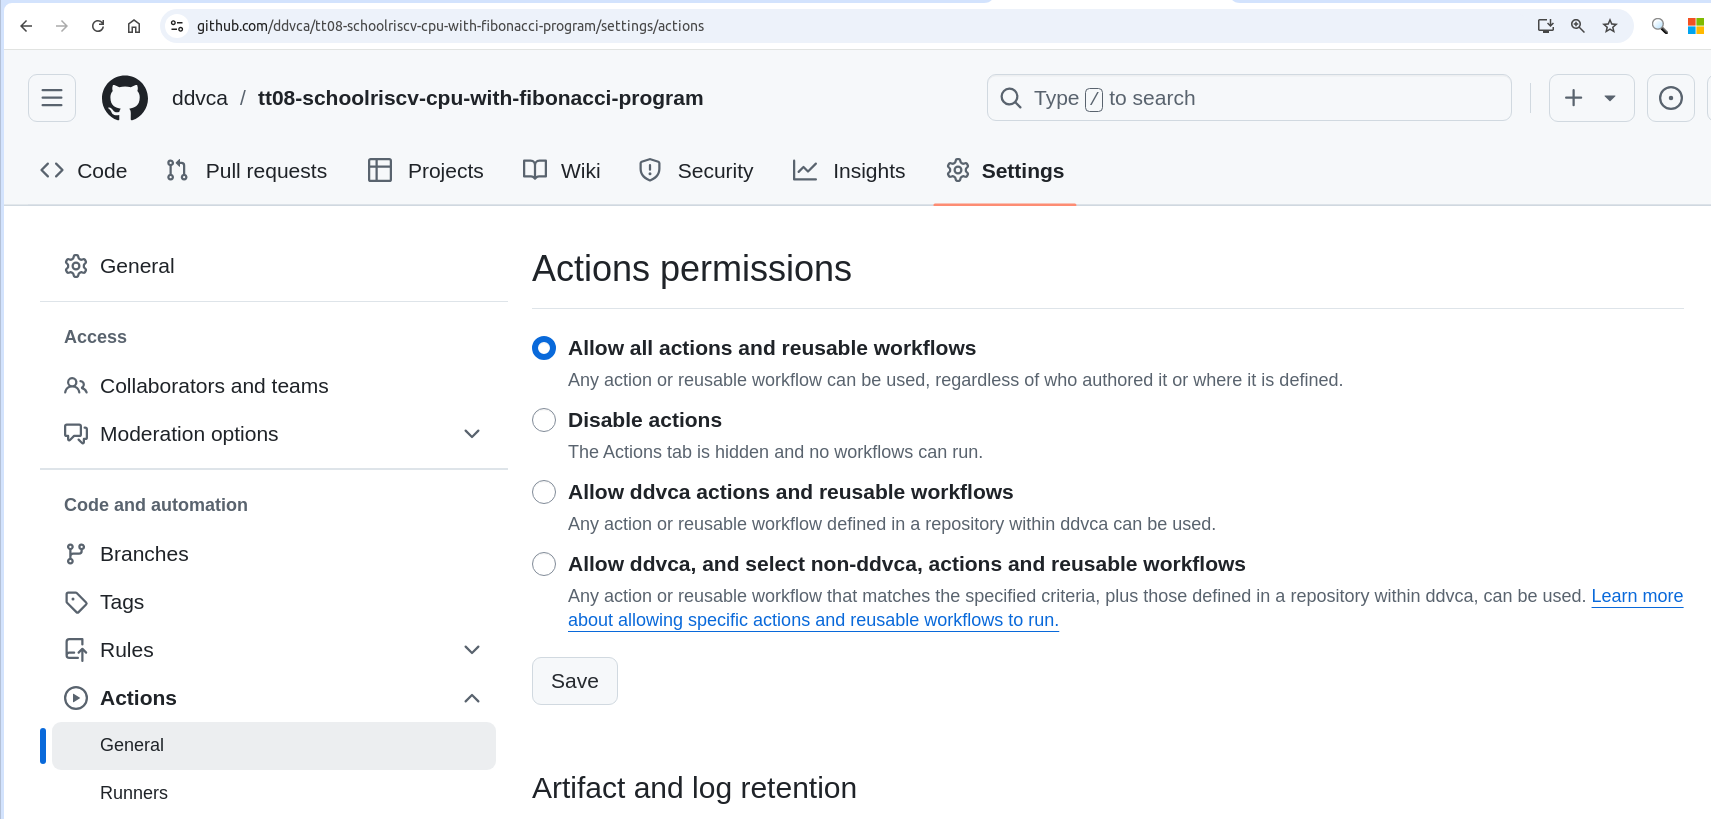 github.com/ddvca/tt08-schoolriscv-cpu-with-fibonacci-program/settings/actions
ddvca / tt08-schoolriscv-cpu-with-fibonacci-program
Type / to search
Code Pull requests Projects Wiki Security Insights Settings
General
Access
Collaborators and teams
Moderation options
Code and automation
Branches
Tags
Rules
Actions
General
Runners
Actions permissions
Allow all actions and reusable workflows
Any action or reusable workflow can be used, regardless of who authored it or where it is defined.
Disable actions
The Actions tab is hidden and no workflows can run.
Allow ddvca actions and reusable workflows
Any action or reusable workflow defined in a repository within ddvca can be used.
Allow ddvca, and select non-ddvca, actions and reusable workflows
Any action or reusable workflow that matches the specified criteria, plus those defined in a repository within ddvca, can be used. Learn more
about allowing specific actions and reusable workflows to run.
Save
Artifact and log retention